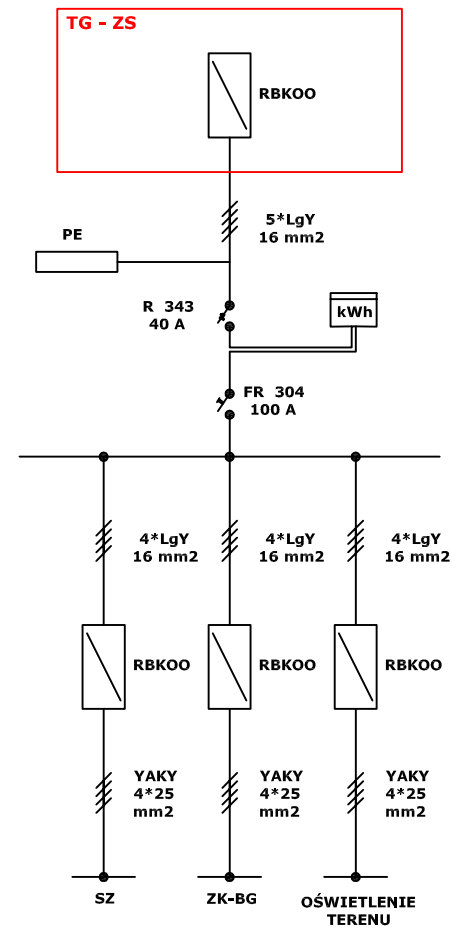 TG - ZS
RBKOO
5*LgY
16 mm2
PE
R 343
40 A
kWh
FR 304
100 A
4*LgY
16 mm2
4*LgY
16 mm2
4*LgY
16 mm2
RBKOO
RBKOO
RBKOO
YAKY
4*25
mm2
YAKY
4*25
mm2
YAKY
4*25
mm2
SZ
ZK-BG
OŚWIETLENIE
TERENU